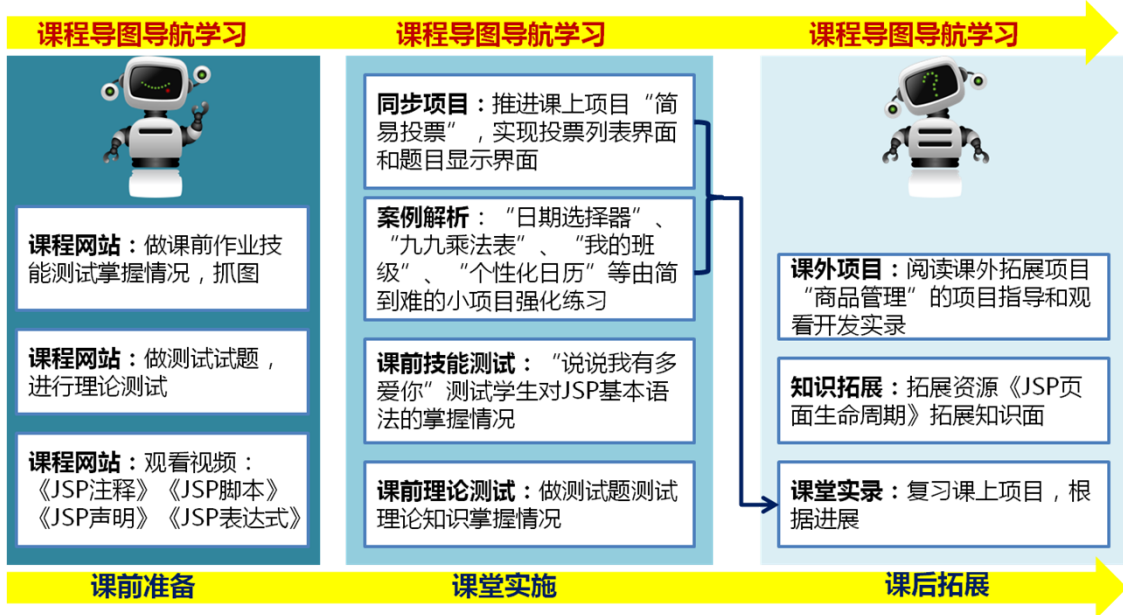 课程导图导航学习
课程导图导航学习
课程导图导航学习
课程网站：做课前作业技
能测试掌握情况，抓图
课程网站：做测试试题，
进行理论测试
课程网站：观看视频：
《JSP注释》《JSP脚本》
《JSP声明》《JSP表达式》
同步项目：推进课上项目“简
易投票”，实现投票列表界面
和题目显示界面
案例解析：“日期选择器”、
“九九乘法表”、“我的班
级”、“个性化日历”等由简
到难的小项目强化练习
课前技能测试：“说说我有多
爱你”测试学生对JSP基本语
法的掌握情况
课前理论测试：做测试题测试
理论知识掌握情况
课外项目：阅读课外拓展项目
“商品管理”的项目指导和观
看开发实录
知识拓展：拓展资源《JSP页
面生命周期》拓展知识面
课堂实录：复习课上项目，根
据进展
课前准备
课堂实施
课后拓展